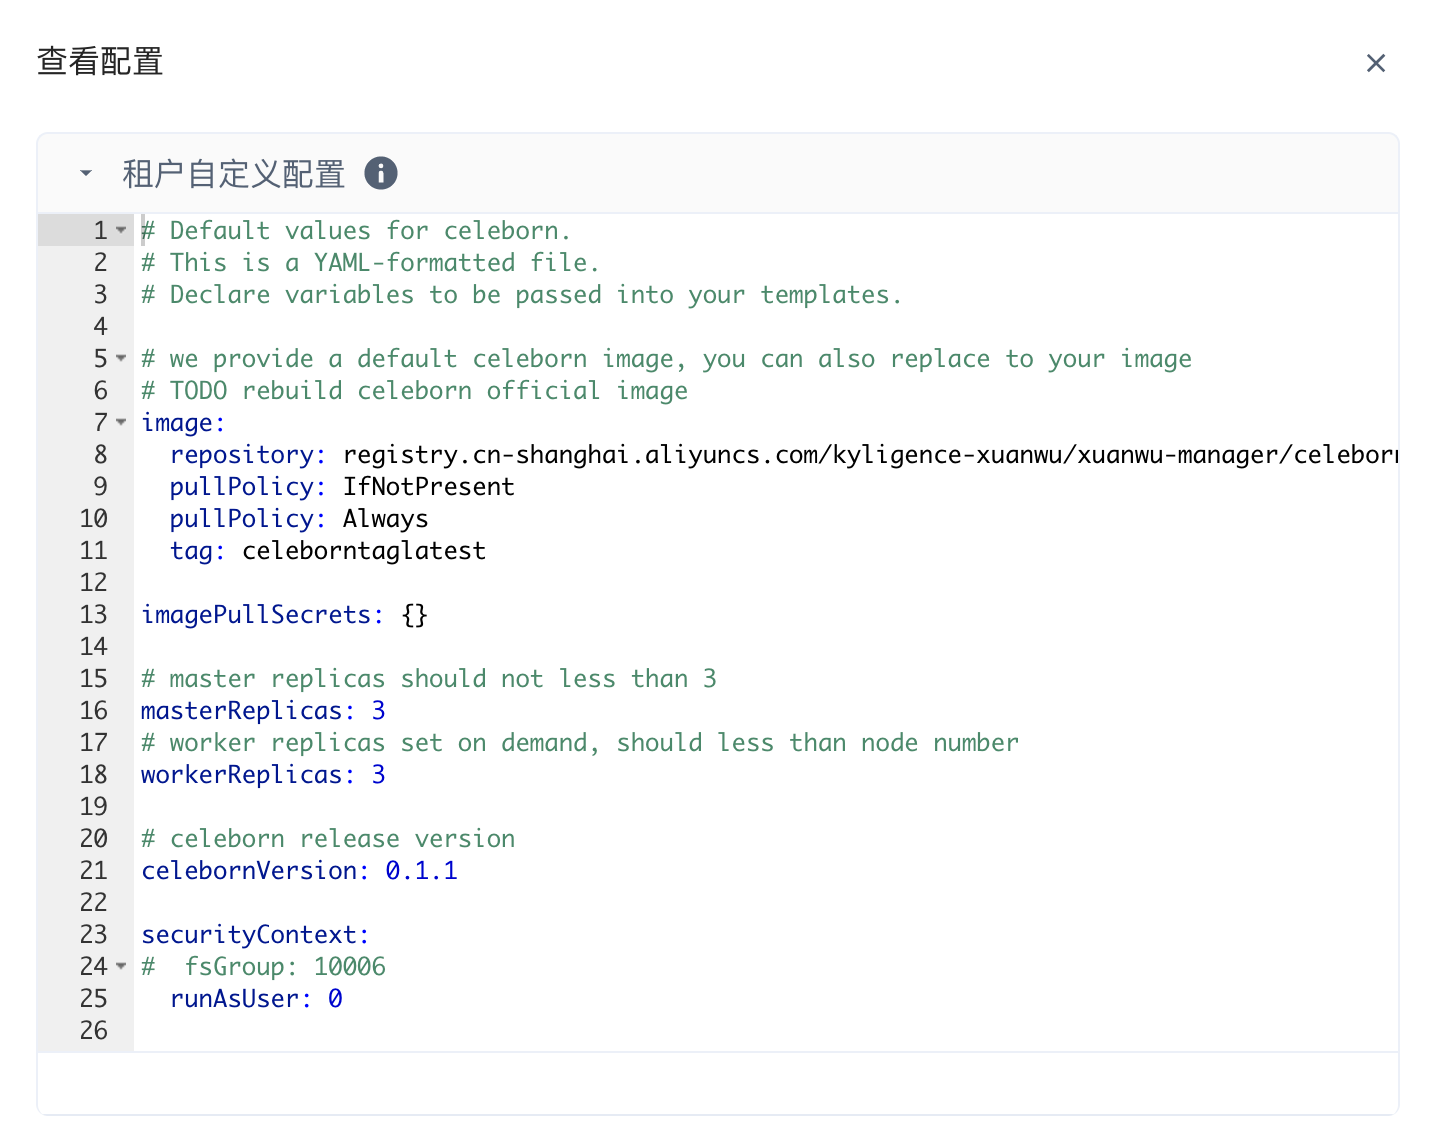 查看配置
租户自定义配置
1 # Default values for celeborn.
2 # This is a YAML-formatted file.
3 # Declare variables to be passed into your templates.
4
5 # we provide a default celeborn image, you can also replace to your image
6 # TODO rebuild celeborn official image
7 image:
8   repository: registry.cn-shanghai.aliyuncs.com/kyligence-xuanwu/xuanwu-manager/celebor
9   pullPolicy: IfNotPresent
10   pullPolicy: Always
11   tag: celeborntaglatest
12
13 imagePullSecrets: {}
14
15 # master replicas should not less than 3
16 masterReplicas: 3
17 # worker replicas set on demand, should less than node number
18 workerReplicas: 3
19
20 # celeborn release version
21 celebornVersion: 0.1.1
22
23 securityContext:
24 #  fsGroup: 10006
25   runAsUser: 0
26